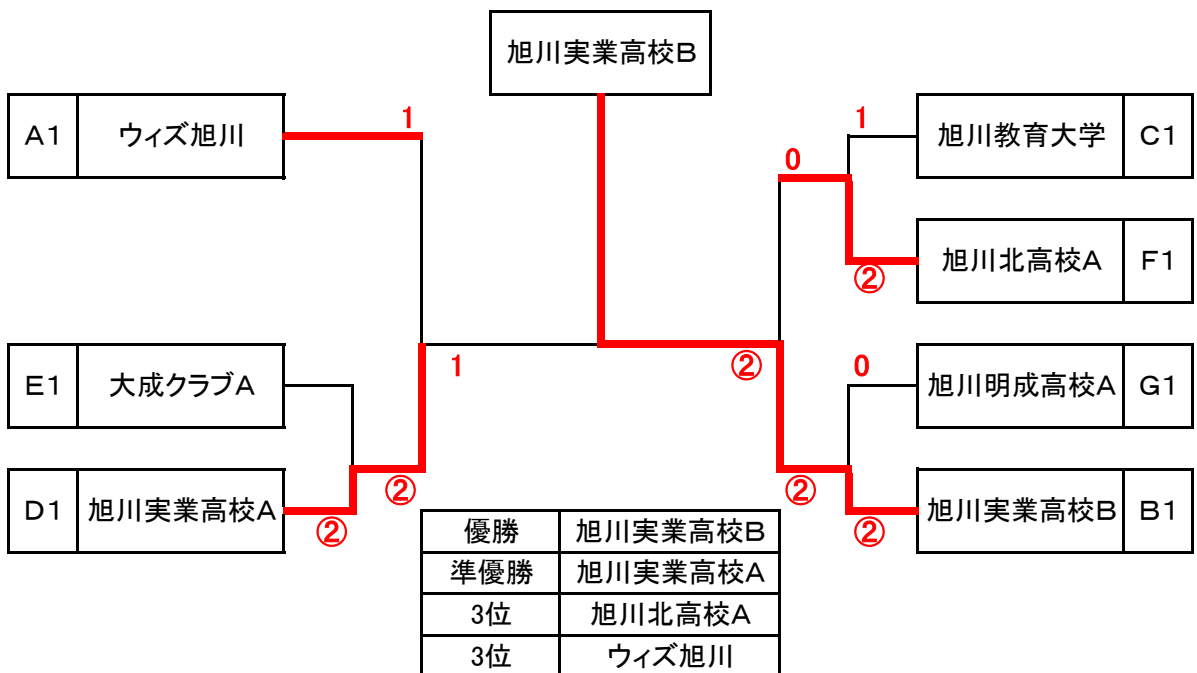 旭川実業高校B
A1 ウィズ旭川
1
1
旭川教育大学 C1
0
旭川北高校A F1
②
E1 大成クラブA
1
②
0
旭川明成高校A G1
D1 旭川実業高校A
②
②
②
②
旭川実業高校B B1
優勝 旭川実業高校B
準優勝 旭川実業高校A
3位 旭川北高校A
3位 ウィズ旭川